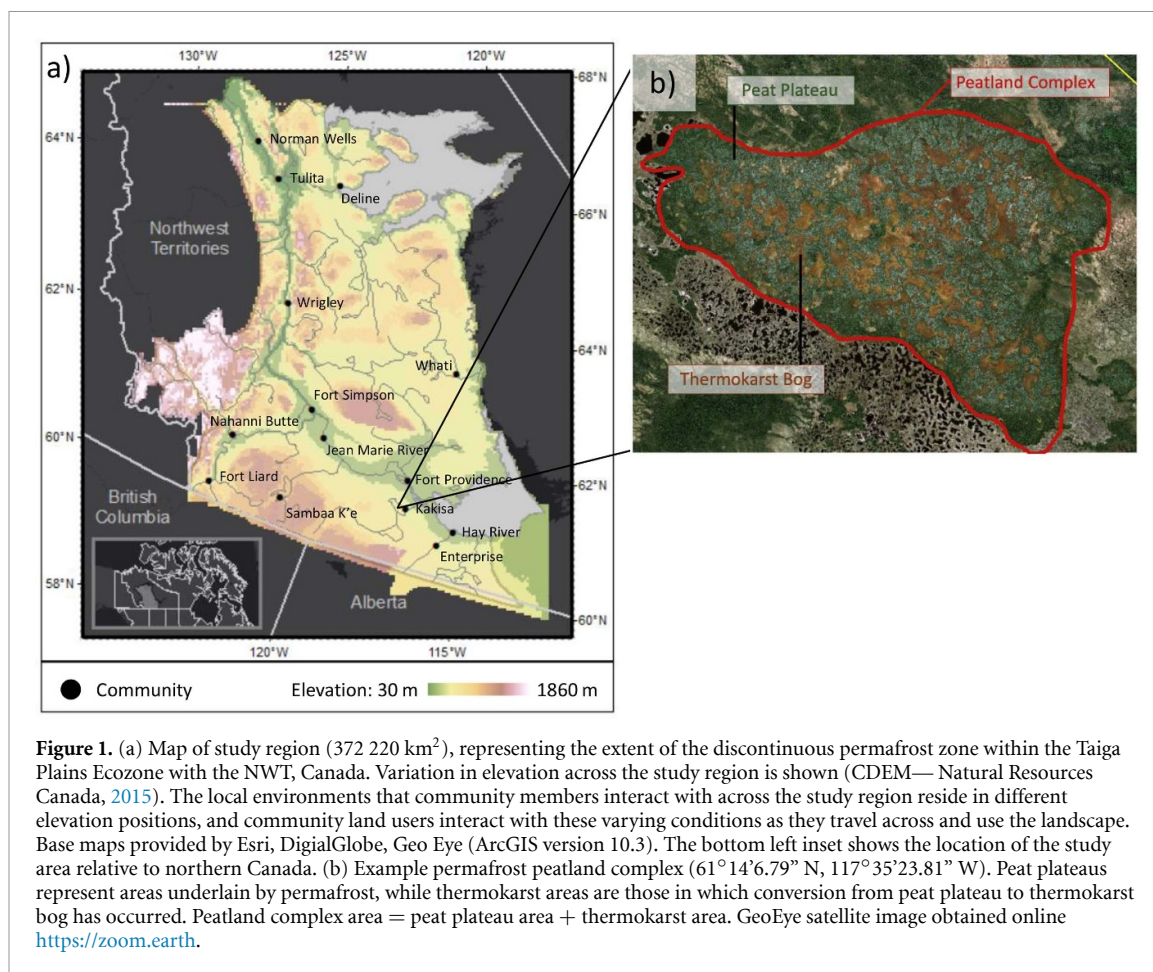 a)
130°W 125°W 120°W
68°N
64°N
66°N
62°N
64°N
60°N
62°N
58°N
60°N
120°W 115°W
Norman Wells
Tulita
Deline
Northwest
Territories
Wrigley
Whati
Fort Simpson
Nahanni Butte
Jean Marie River
Fort Liard
Fort Providence
British
Columbia
Sambaa K'e
Kakisa
Hay River
Enterprise
Alberta
Community Elevation: 30 m 1860 m
b)
Peat Plateau
Peatland Complex
Thermokarst Bog
Figure 1. (a) Map of study region (372 220 km²), representing the extent of the discontinuous permafrost zone within the Taiga
Plains Ecozone with the NWT, Canada. Variation in elevation across the study region is shown (CDEM— Natural Resources
Canada, 2015). The local environments that community members interact with across the study region reside in different
elevation positions, and community land users interact with these varying conditions as they travel across and use the landscape.
Base maps provided by Esri, DigialGlobe, Geo Eye (ArcGIS version 10.3). The bottom left inset shows the location of the study
area relative to northern Canada. (b) Example permafrost peatland complex (61°14'6.79” N, 117°35'23.81” W). Peat plateaus
represent areas underlain by permafrost, while thermokarst areas are those in which conversion from peat plateau to thermokarst
bog has occurred. Peatland complex area = peat plateau area + thermokarst area. GeoEye satellite image obtained online
https://zoom.earth.